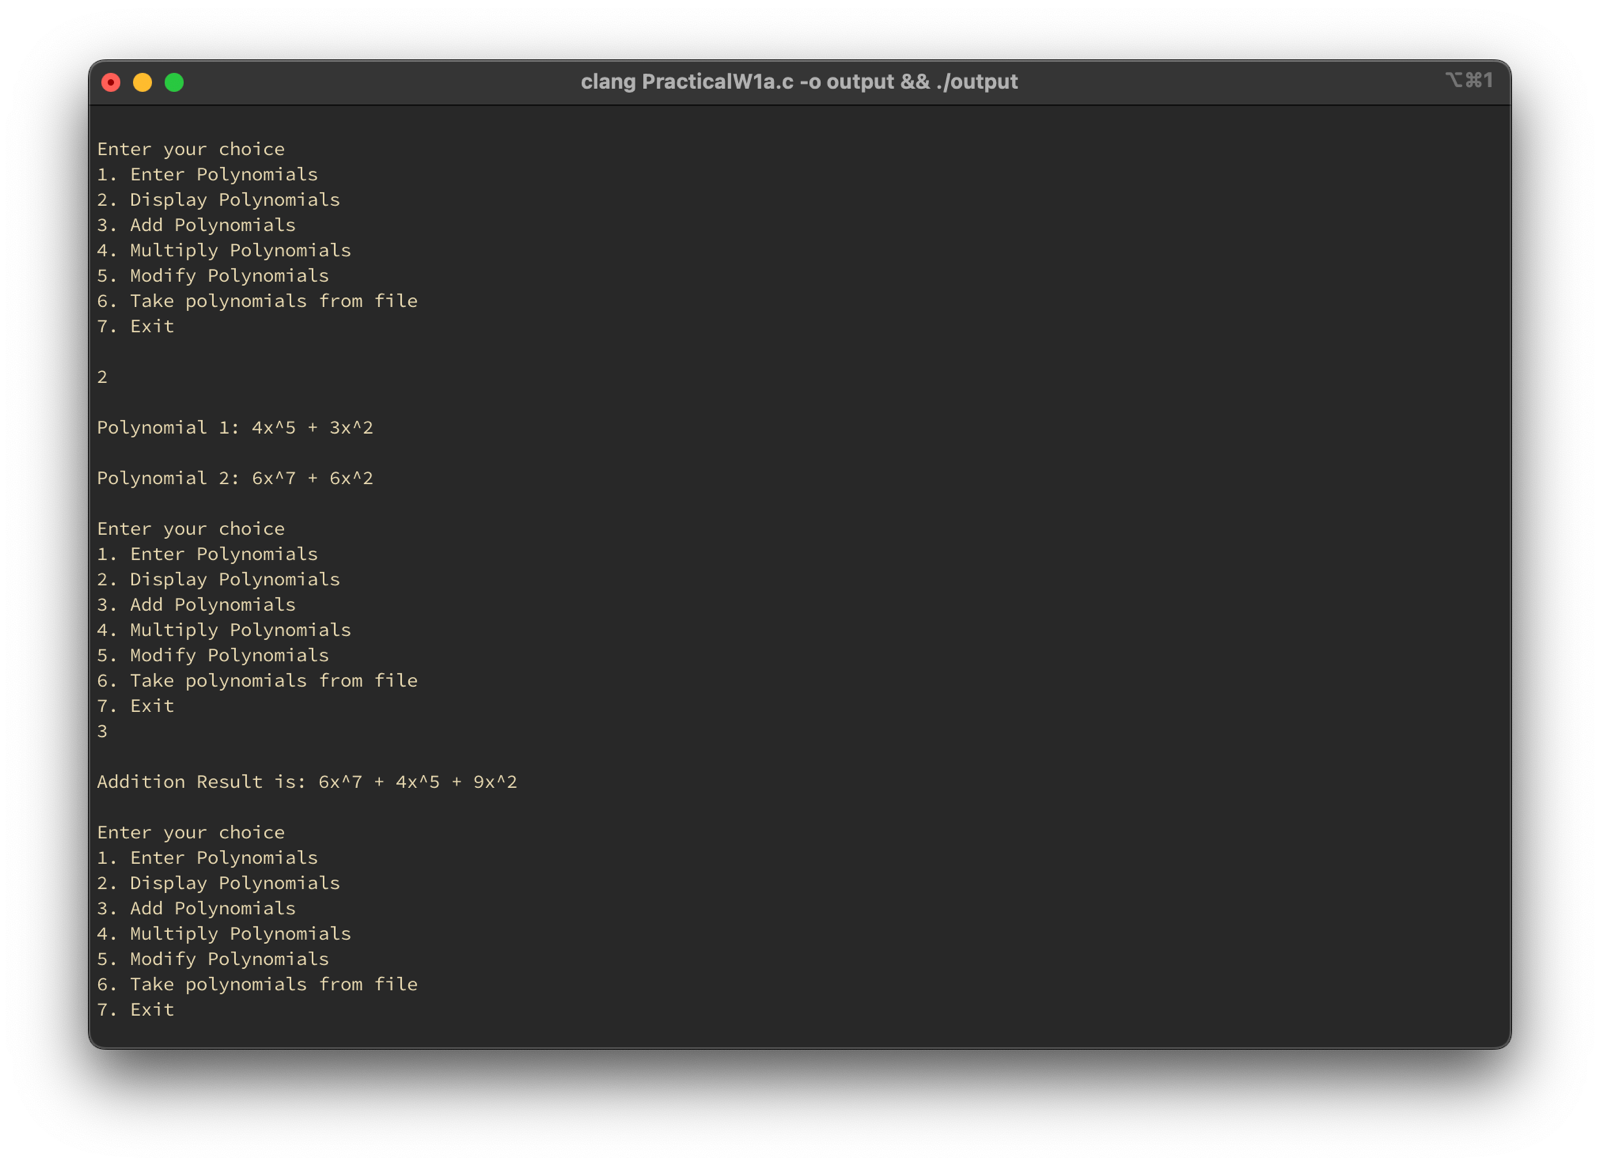 clang PracticalW1a.c -o output && ./output
⌥⌘1
Enter your choice
1. Enter Polynomials
2. Display Polynomials
3. Add Polynomials
4. Multiply Polynomials
5. Modify Polynomials
6. Take polynomials from file
7. Exit
2
Polynomial 1: 4x^5 + 3x^2
Polynomial 2: 6x^7 + 6x^2
Enter your choice
1. Enter Polynomials
2. Display Polynomials
3. Add Polynomials
4. Multiply Polynomials
5. Modify Polynomials
6. Take polynomials from file
7. Exit
3
Addition Result is: 6x^7 + 4x^5 + 9x^2
Enter your choice
1. Enter Polynomials
2. Display Polynomials
3. Add Polynomials
4. Multiply Polynomials
5. Modify Polynomials
6. Take polynomials from file
7. Exit